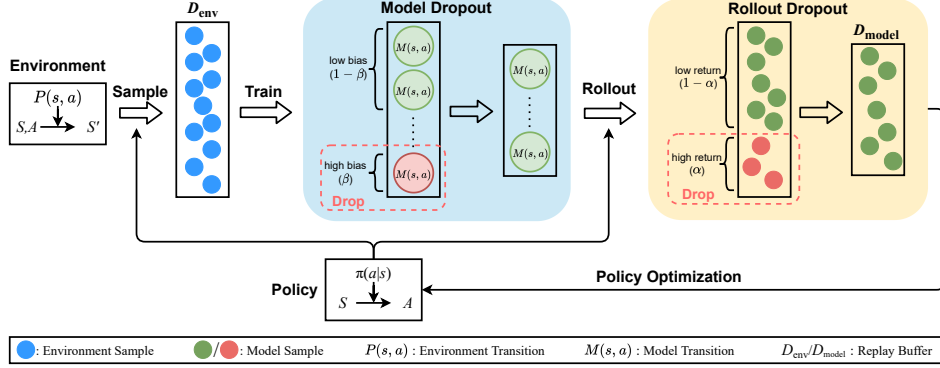 D_env
Model Dropout
Rollout Dropout
Environment
P(s, a)
S,A
S′
Sample
Train
low bias
(1 − β)
M(s, a)
M(s, a)
high bias
(β)
M(s, a)
Drop
M(s, a)
M(s, a)
Rollout
low return
(1 − α)
high return
(α)
Drop
D_model
Policy
π(a|s)
S
A
Policy Optimization
: Environment Sample
/ : Model Sample
P(s, a) : Environment Transition
M(s, a) : Model Transition
D_env/D_model : Replay Buffer